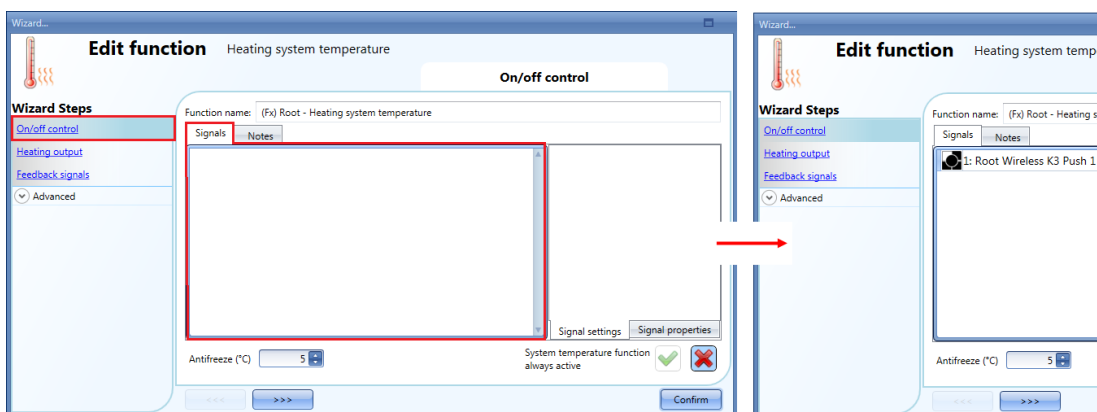 Wizard...
Edit function Heating system temperature
On/off control
Wizard Steps
On/off control
Heating output
Feedback signals
Advanced
Function name: (Fx) Root - Heating system temperature
Signals Notes
Signal settings Signal properties
Antifreeze (°C) 5
System temperature function
always active
>>> >>> Confirm
Wizard...
Edit function Heating system temp
Wizard Steps
On/off control
Heating output
Feedback signals
Advanced
Function name: (Fx) Root - Heating s
Signals Notes
1: Root Wireless K3 Push 1
Antifreeze (°C) 5
>>> >>>